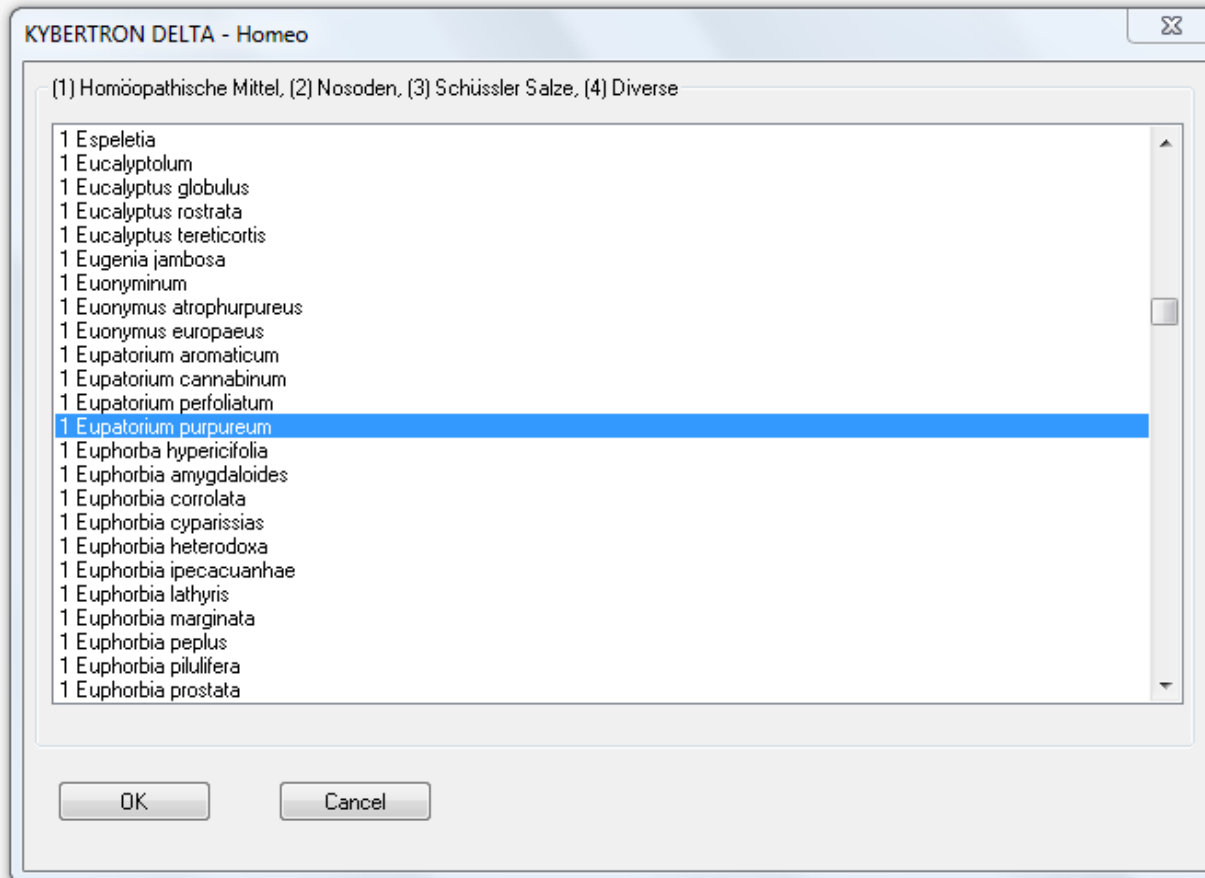 KYBERTRON DELTA - Homeo
(1) Homöopathische Mittel, (2) Nosoden, (3) Schüssler Salze, (4) Diverse
1 Espeletia
1 Eucalyptolum
1 Eucalyptus globulus
1 Eucalyptus rostrata
1 Eucalyptus tereticortis
1 Eugenia jambosa
1 Euonyminum
1 Euonymus atrophurpureus
1 Euonymus europaeus
1 Eupatorium aromaticum
1 Eupatorium cannabinum
1 Eupatorium perfoliatum
1 Eupatorium purpureum
1 Euphorba hypericifolia
1 Euphorbia amygdaloides
1 Euphorbia corrolata
1 Euphorbia cyparissias
1 Euphorbia heterodoxa
1 Euphorbia ipecacuanhae
1 Euphorbia lathyris
1 Euphorbia marginata
1 Euphorbia peplus
1 Euphorbia pilulifera
1 Euphorbia prostata
OK Cancel